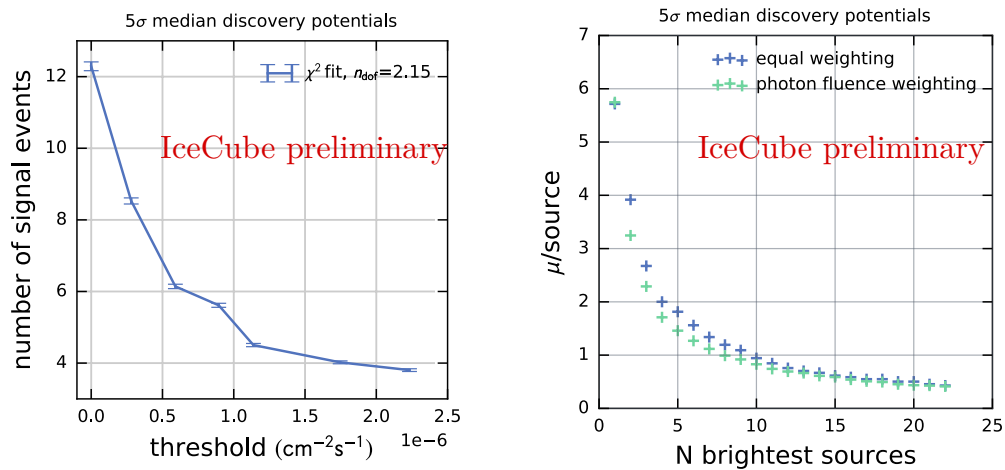 5σ median discovery potentials
12
10
8
6
4
0.0 0.5 1.0 1.5 2.0 2.5
1e−6
number of signal events
threshold (cm⁻²s⁻¹)
χ² fit, n_dof=2.15
IceCube preliminary
5σ median discovery potentials
7
6
5
4
3
2
1
0
0 5 10 15 20 25
μ/source
N brightest sources
equal weighting
photon fluence weighting
IceCube preliminary